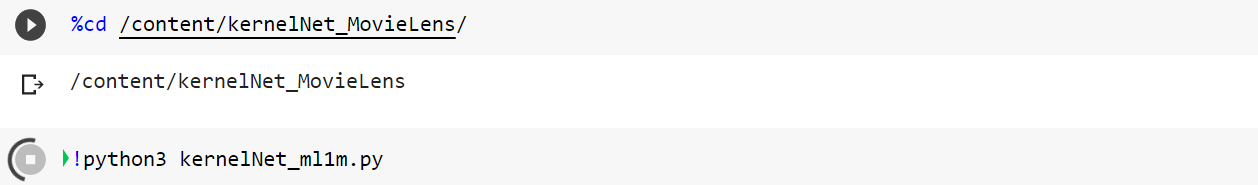 %cd /content/kernelNet_MovieLens/
/content/kernelNet_MovieLens
!python3 kernelNet_ml1m.py